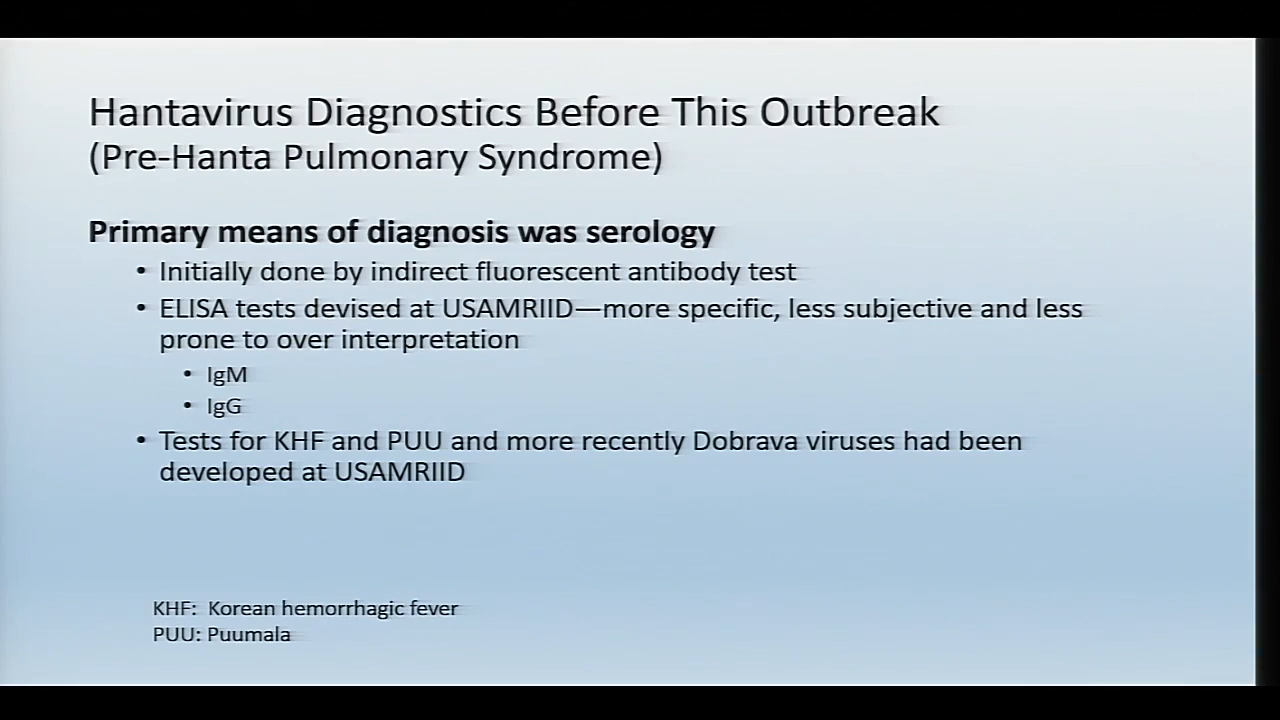 Hantavirus Diagnostics Before This Outbreak
(Pre-Hanta Pulmonary Syndrome)
Primary means of diagnosis was serology
• Initially done by indirect fluorescent antibody test
• ELISA tests devised at USAMRIID—more specific, less subjective and less
prone to over interpretation
• IgM
• IgG
• Tests for KHF and PUU and more recently Dobrava viruses had been
developed at USAMRIID
KHF: Korean hemorrhagic fever
PUU: Puumala